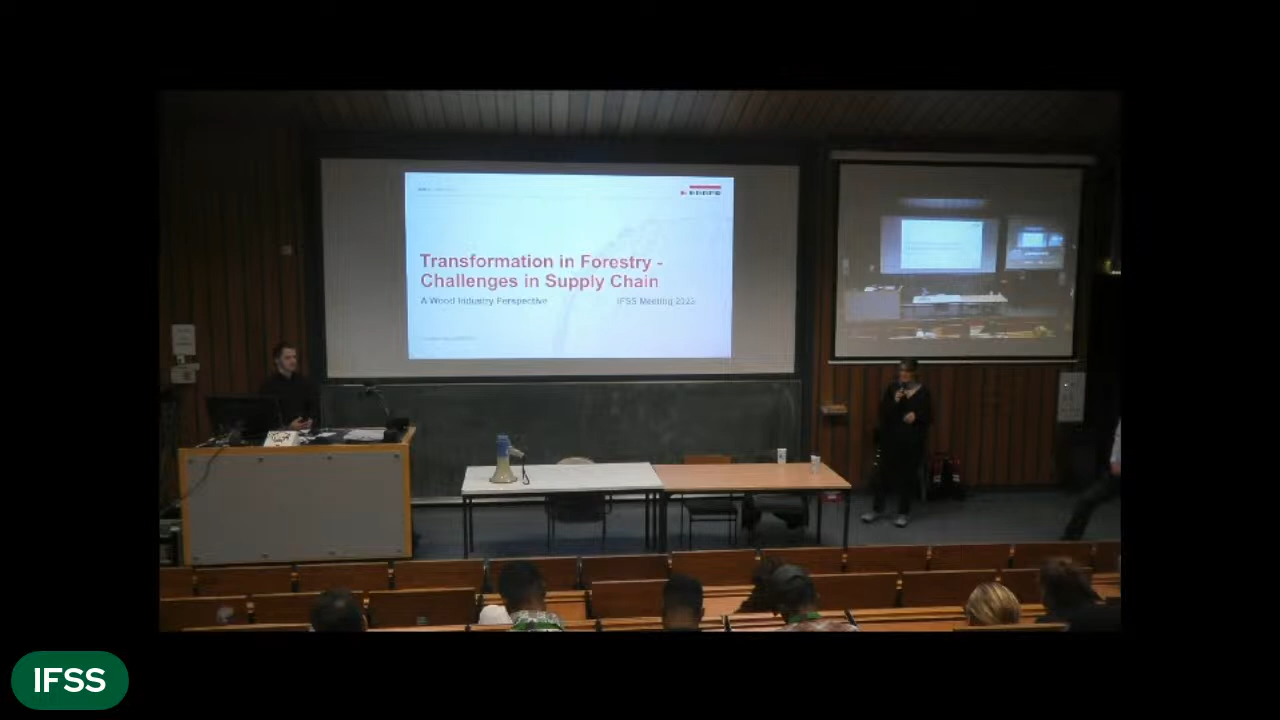 Transformation in Forestry -
Challenges in Supply Chain
A Wood Industry Perspective IFSS Meeting 2023
IFSS